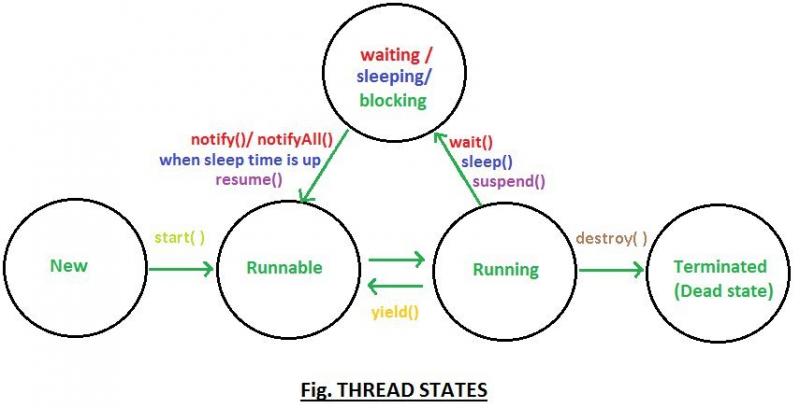 waiting /
sleeping/
blocking
notify()/ notifyAll()
when sleep time is up
resume()
wait()
sleep()
suspend()
New
start( )
Runnable
yield()
Running
destroy( )
Terminated
(Dead state)
Fig. THREAD STATES